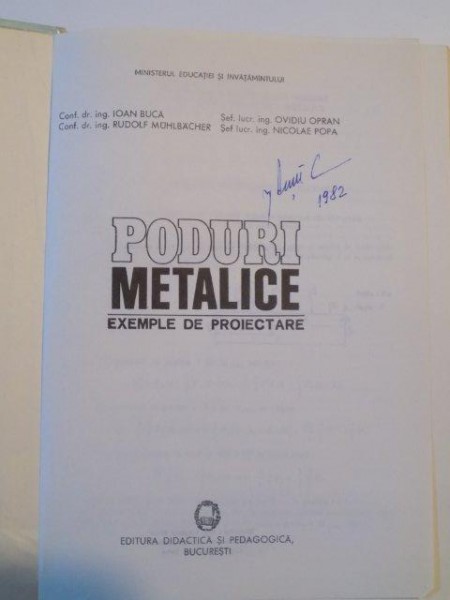 MINISTERUL EDUCAȚIEI ȘI ÎNVĂȚĂMÎNTULUI
Conf. dr. ing. IOAN BUCĂ
Conf. dr. ing. RUDOLF MÜHLBÄCHER
Șef. lucr. ing. OVIDIU OPRAN
Șef lucr. ing. NICOLAE POPA
1982
PODURI
METALICE
EXEMPLE DE PROIECTARE
EDITURA DIDACTICĂ ȘI PEDAGOGICĂ,
BUCUREȘTI